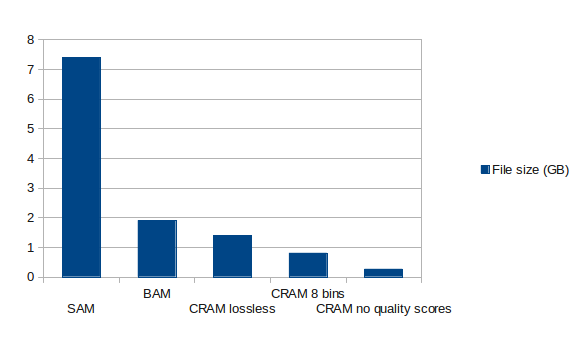 8
7
6
5
4
3
2
1
0
File size (GB)
BAM
CRAM 8 bins
SAM
CRAM lossless
CRAM no quality scores